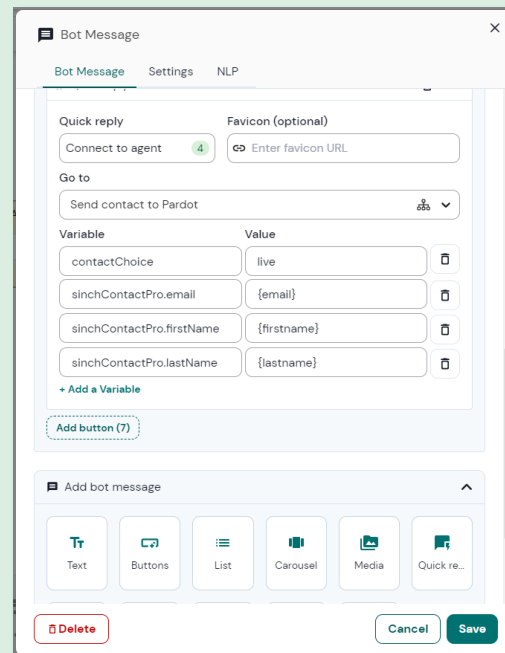 Bot Message
Bot Message Settings NLP
Quick reply Favicon (optional)
Connect to agent 4 Enter favicon URL
Go to
Send contact to Pardot
Variable Value
contactChoice live
sinchContactPro.email {email}
sinchContactPro.firstName {firstname}
sinchContactPro.lastName {lastname}
+ Add a Variable
Add button (7)
Add bot message
Text Buttons List Carousel Media Quick re...
Delete Cancel Save